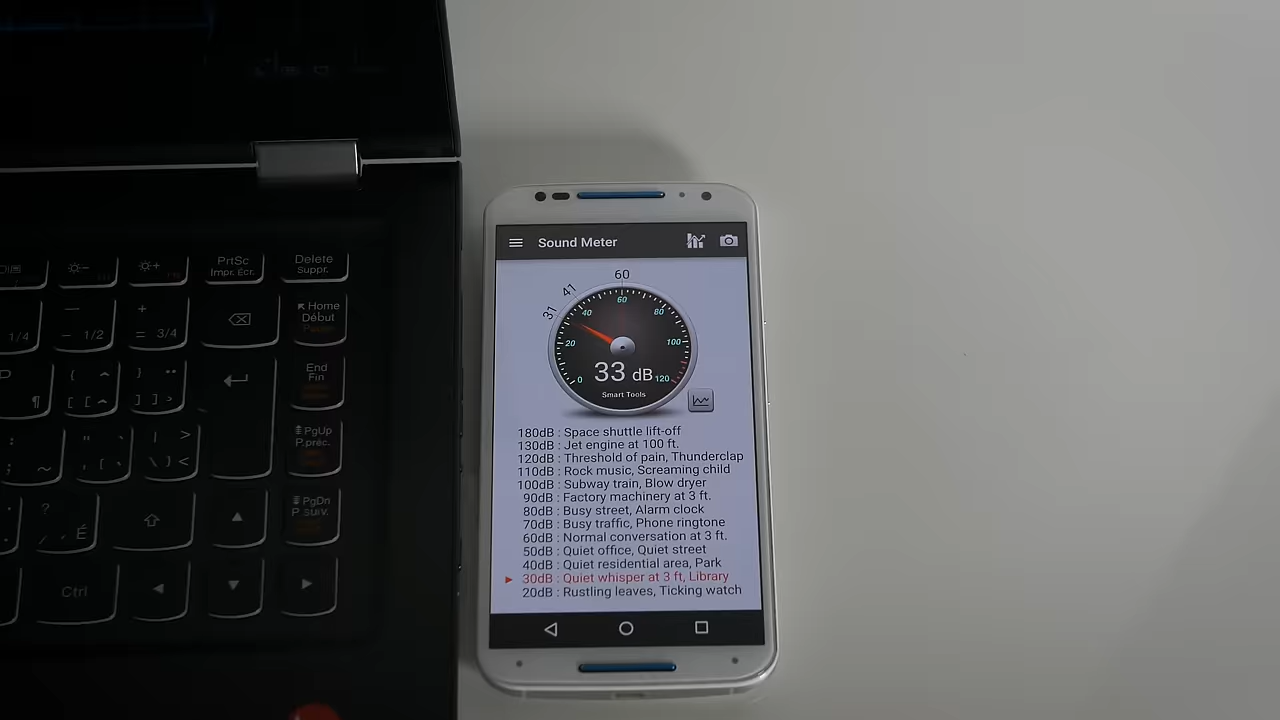 PrtSc
Impr. Écr.
Delete
Suppr.
1/4
— +
- 1/2 = 3/4
Home
Début
Pause
End
Fin
PgUp
P.préc.
PgDn
P suiv.
Ctrl
Sound Meter
31 41 60
0 20 40 60 80 100 120
33 dB
Smart Tools
180dB : Space shuttle lift-off
130dB : Jet engine at 100 ft.
120dB : Threshold of pain, Thunderclap
110dB : Rock music, Screaming child
100dB : Subway train, Blow dryer
90dB : Factory machinery at 3 ft.
80dB : Busy street, Alarm clock
70dB : Busy traffic, Phone ringtone
60dB : Normal conversation at 3 ft.
50dB : Quiet office, Quiet street
40dB : Quiet residential area, Park
30dB : Quiet whisper at 3 ft, Library
20dB : Rustling leaves, Ticking watch